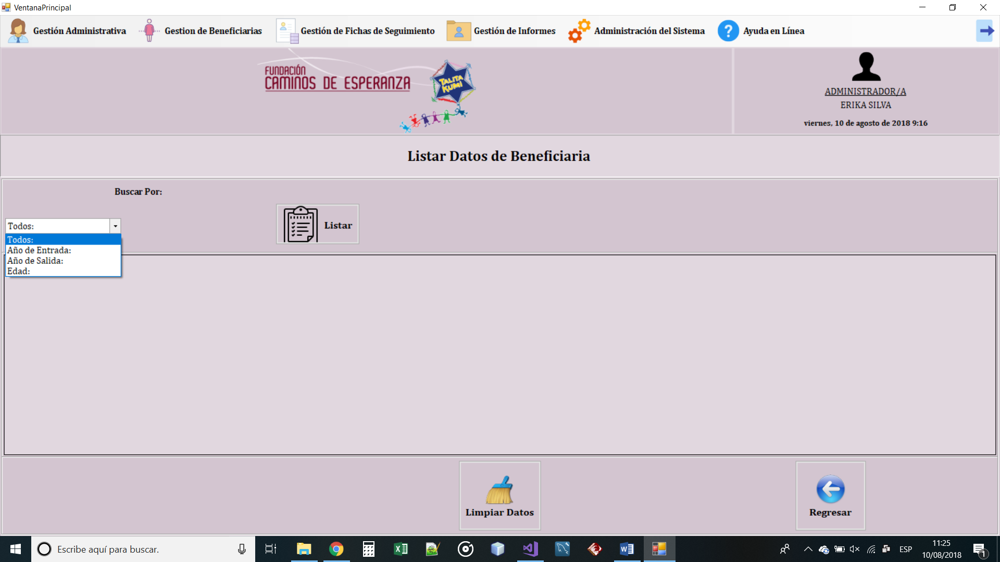 VentanaPrincipal
Gestión Administrativa
Gestion de Beneficiarias
Gestión de Fichas de Seguimiento
Gestión de Informes
Administración del Sistema
? Ayuda en Línea
FUNDACIÓN
CAMINOS DE ESPERANZA
TALITA
KUMI
ADMINISTRADOR/A
ERIKA SILVA
viernes, 10 de agosto de 2018 9:16
Listar Datos de Beneficiaria
Buscar Por:
Todos:
Listar
Todos:
Año de Entrada:
Año de Salida:
Edad:
Limpiar Datos
Regresar
Escribe aquí para buscar.
ESP
11:25
10/08/2018
1